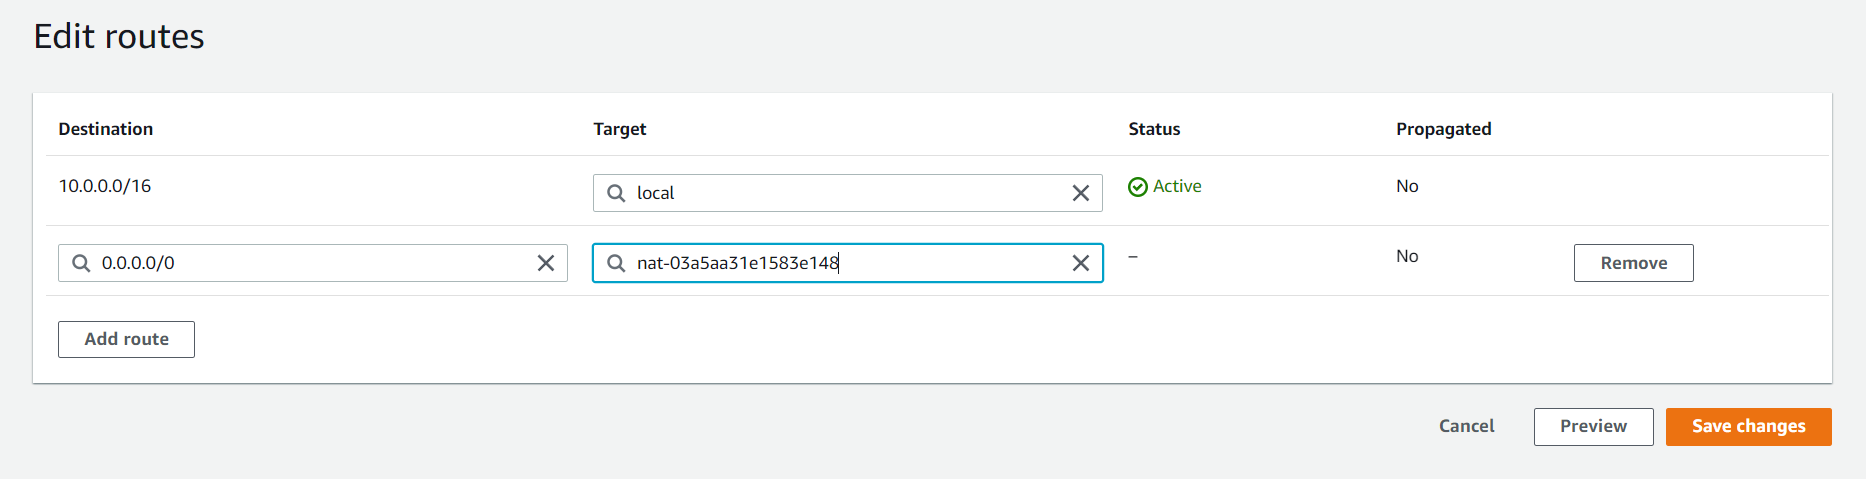 Edit routes
Destination Target Status Propagated
10.0.0.0/16 local Active No
0.0.0.0/0 nat-03a5aa31e1583e148 – No Remove
Add route
Cancel Preview Save changes